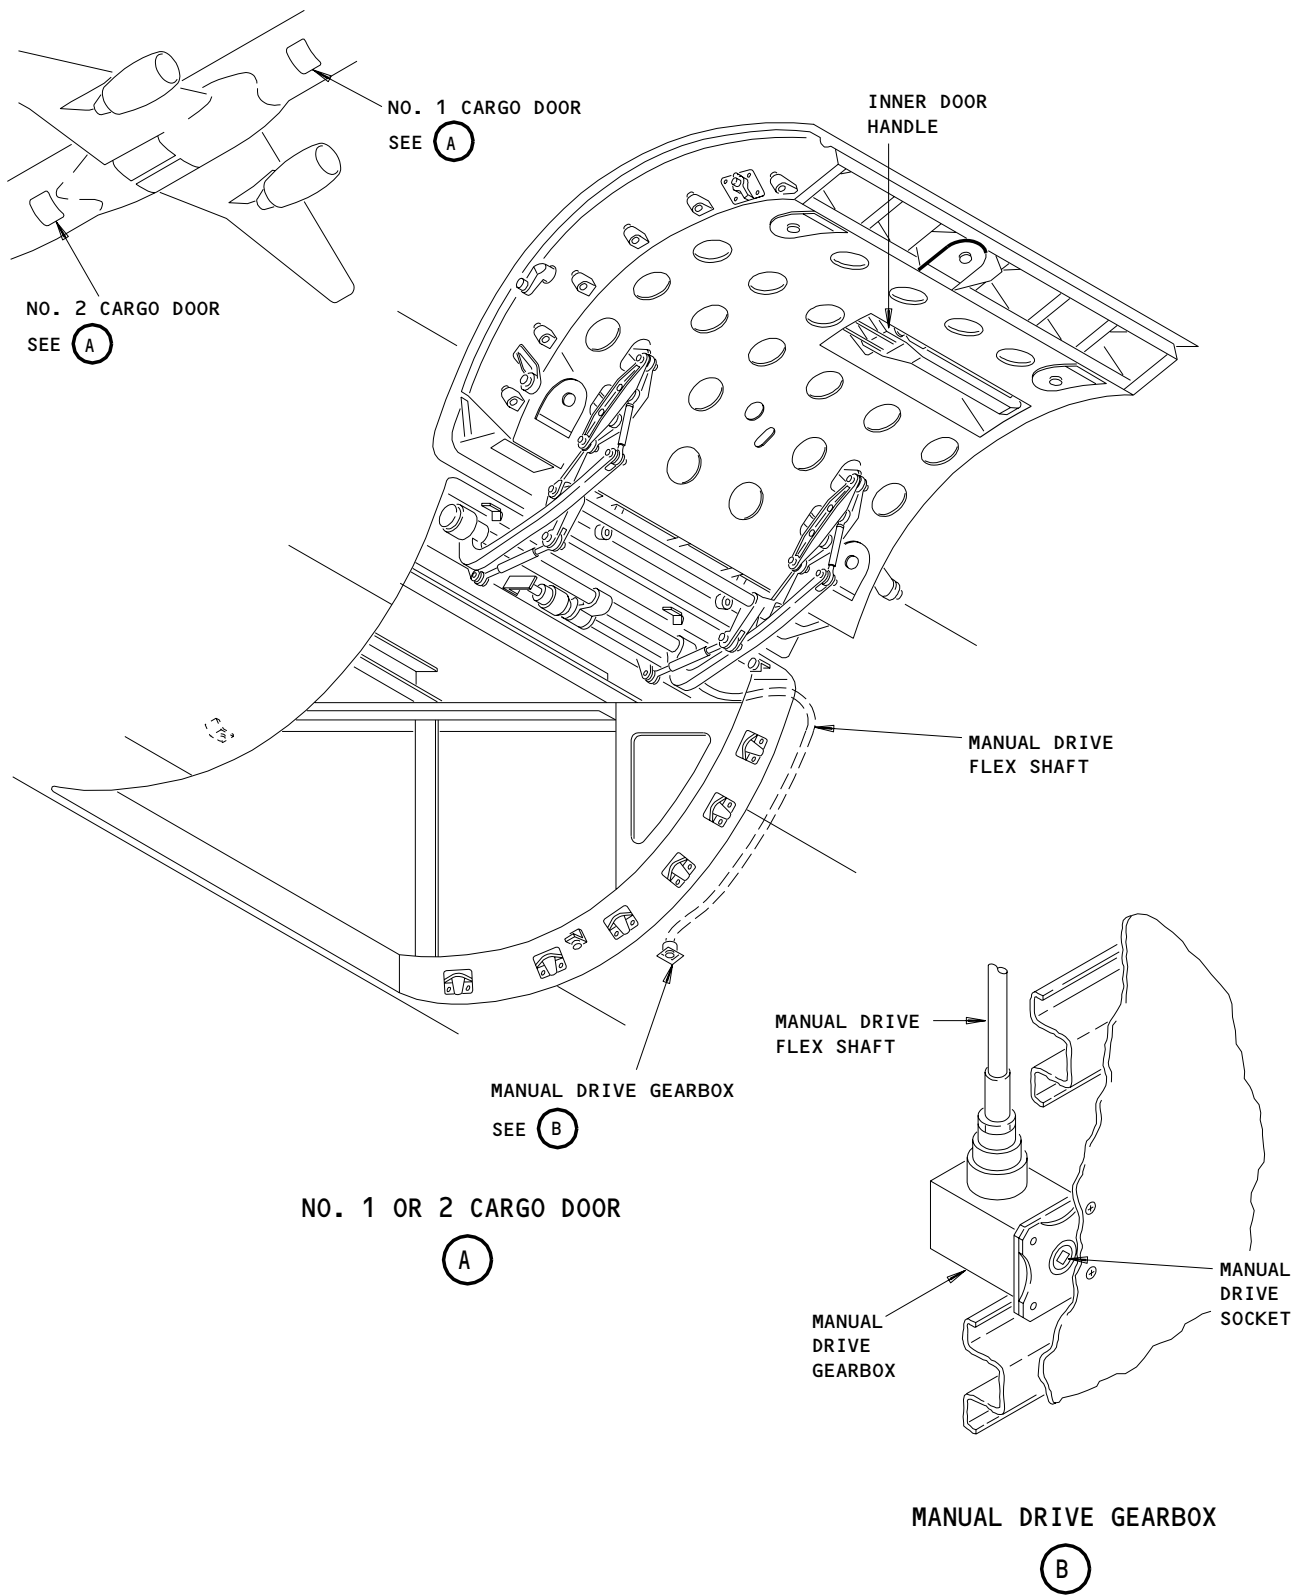 NO. 1 CARGO DOOR
SEE A
NO. 2 CARGO DOOR
SEE A
INNER DOOR
HANDLE
MANUAL DRIVE
FLEX SHAFT
MANUAL DRIVE GEARBOX
SEE B
NO. 1 OR 2 CARGO DOOR
A
MANUAL DRIVE
FLEX SHAFT
MANUAL
DRIVE
SOCKET
MANUAL
DRIVE
GEARBOX
MANUAL DRIVE GEARBOX
B